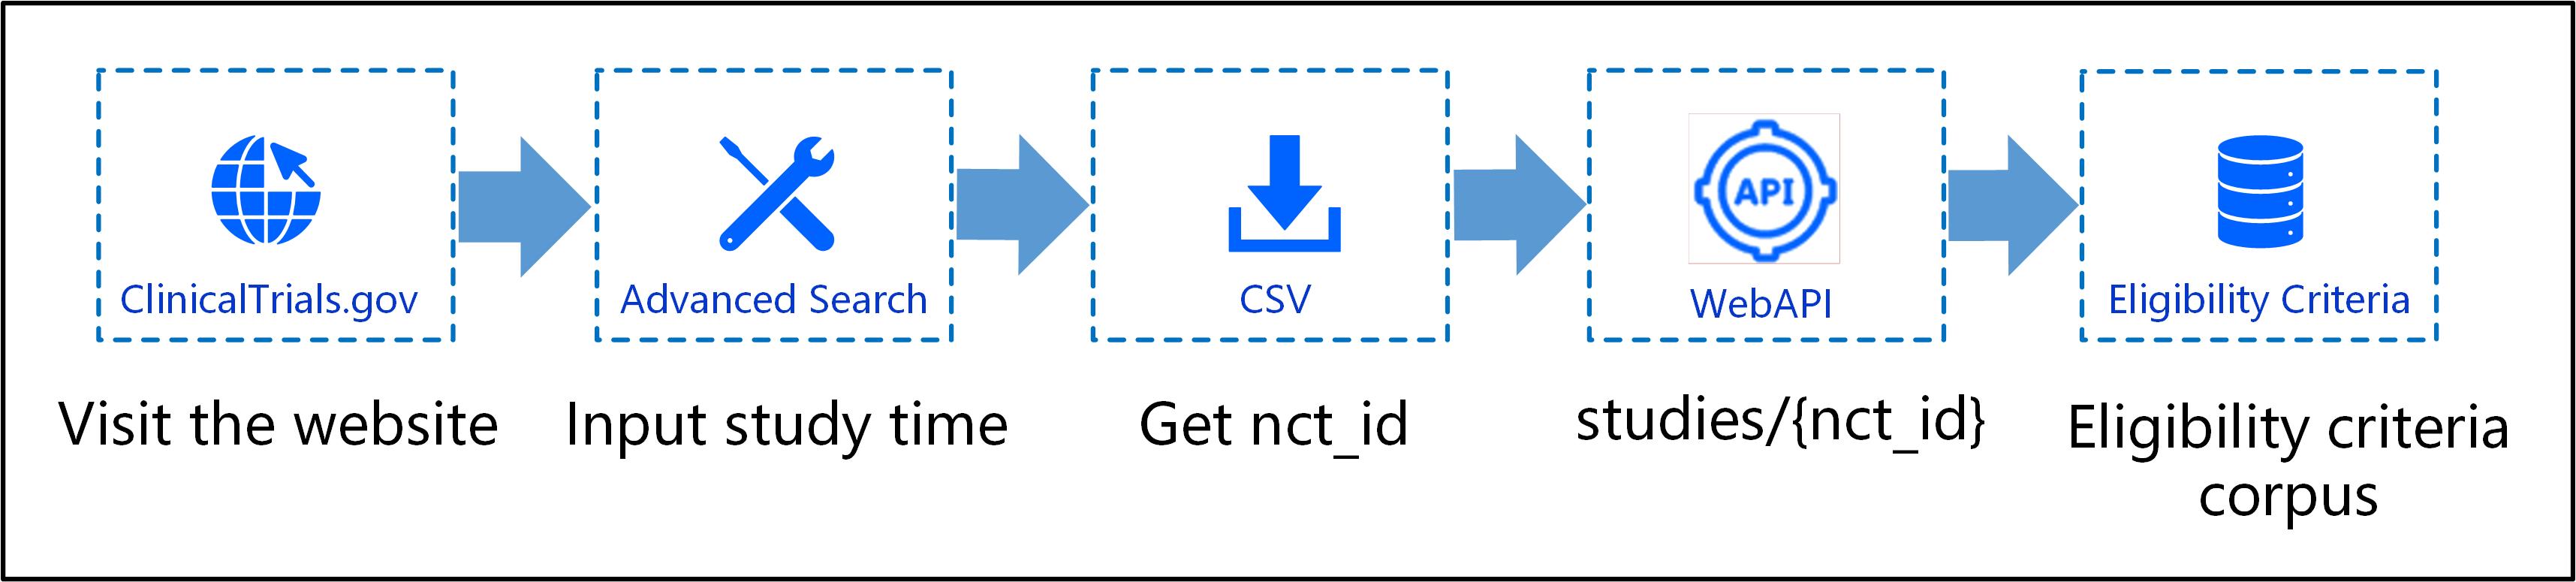 API
ClinicalTrials.gov
Advanced Search
CSV
WebAPI
Eligibility Criteria
Visit the website
Input study time
Get nct_id
studies/{nct_id}
Eligibility criteria
corpus